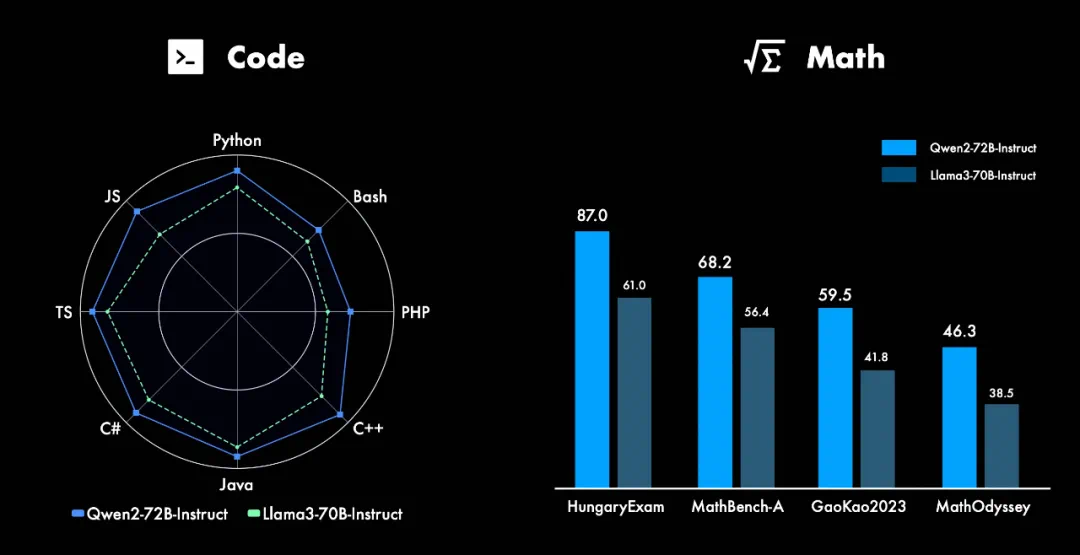 Code
Python
JS
Bash
TS
PHP
C#
C++
Java
Qwen2-72B-Instruct
Llama3-70B-Instruct
√Σ Math
Qwen2-72B-Instruct
Llama3-70B-Instruct
87.0
61.0
68.2
56.4
59.5
41.8
46.3
38.5
HungaryExam
MathBench-A
GaoKao2023
MathOdyssey